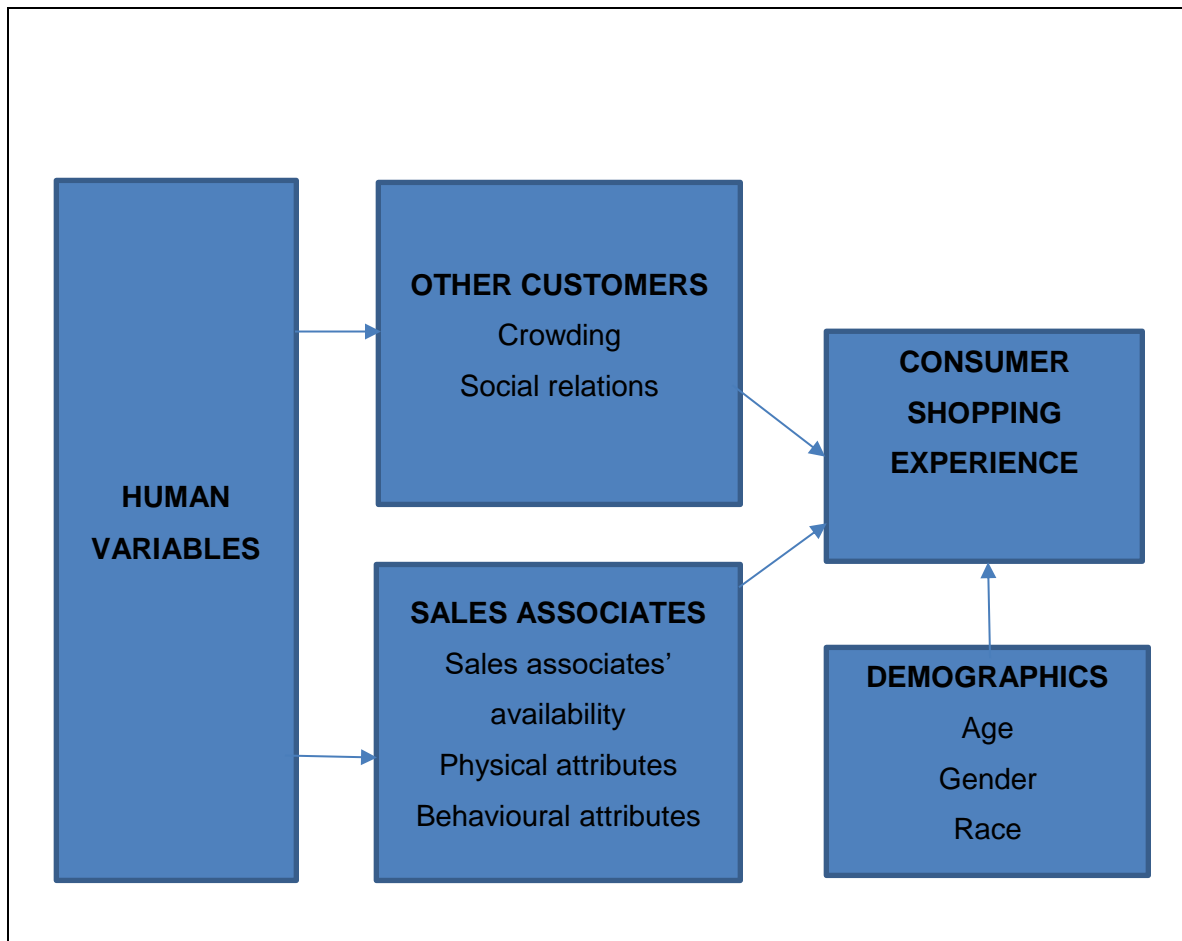 HUMAN
VARIABLES
OTHER CUSTOMERS
Crowding
Social relations
SALES ASSOCIATES
Sales associates’
availability
Physical attributes
Behavioural attributes
CONSUMER
SHOPPING
EXPERIENCE
DEMOGRAPHICS
Age
Gender
Race